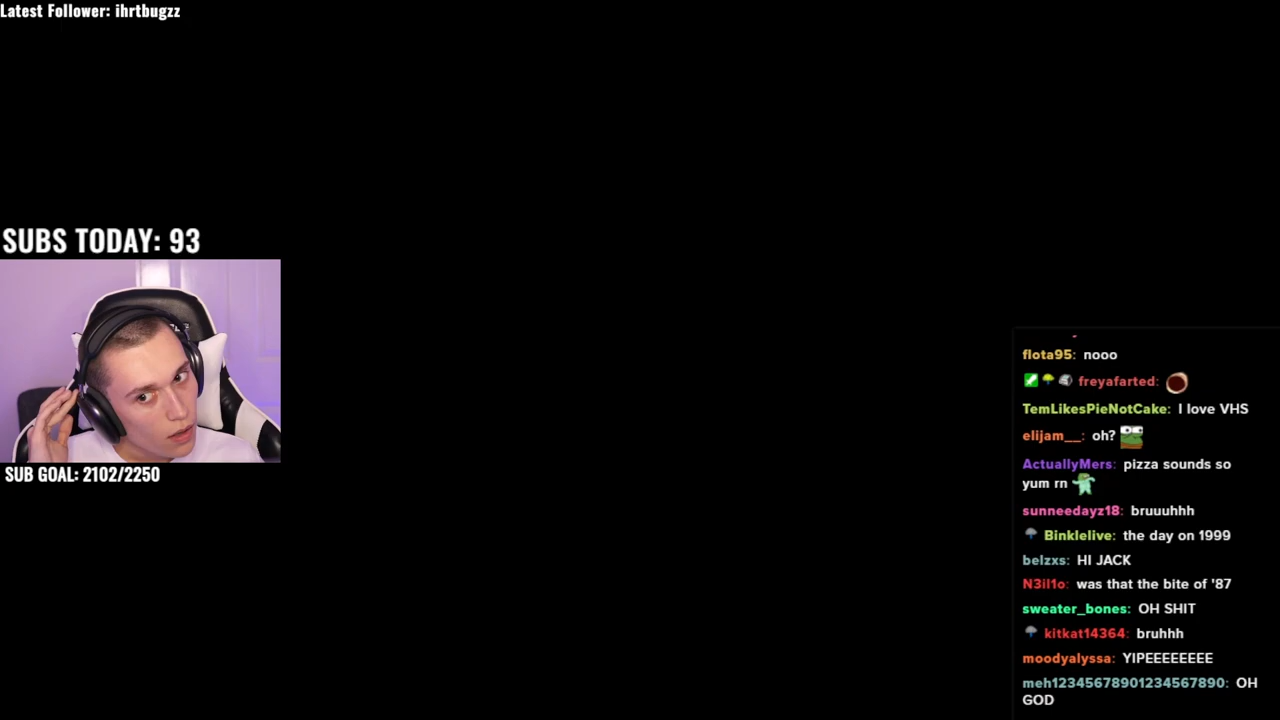 Latest Follower: ihrtbugzz
SUBS TODAY: 93
SUB GOAL: 2102/2250
flota95: nooo
freyafarted:
TemLikesPieNotCake: I love VHS
elijam__: oh?
ActuallyMers: pizza sounds so
yum rn
sunneedayz18: bruuuhhh
Binklelive: the day on 1999
belzxs: HI JACK
N3il1o: was that the bite of '87
sweater_bones: OH SHIT
kitkat14364: bruhhh
moodyalyssa: YIPEEEEEEEE
meh12345678901234567890: OH
GOD